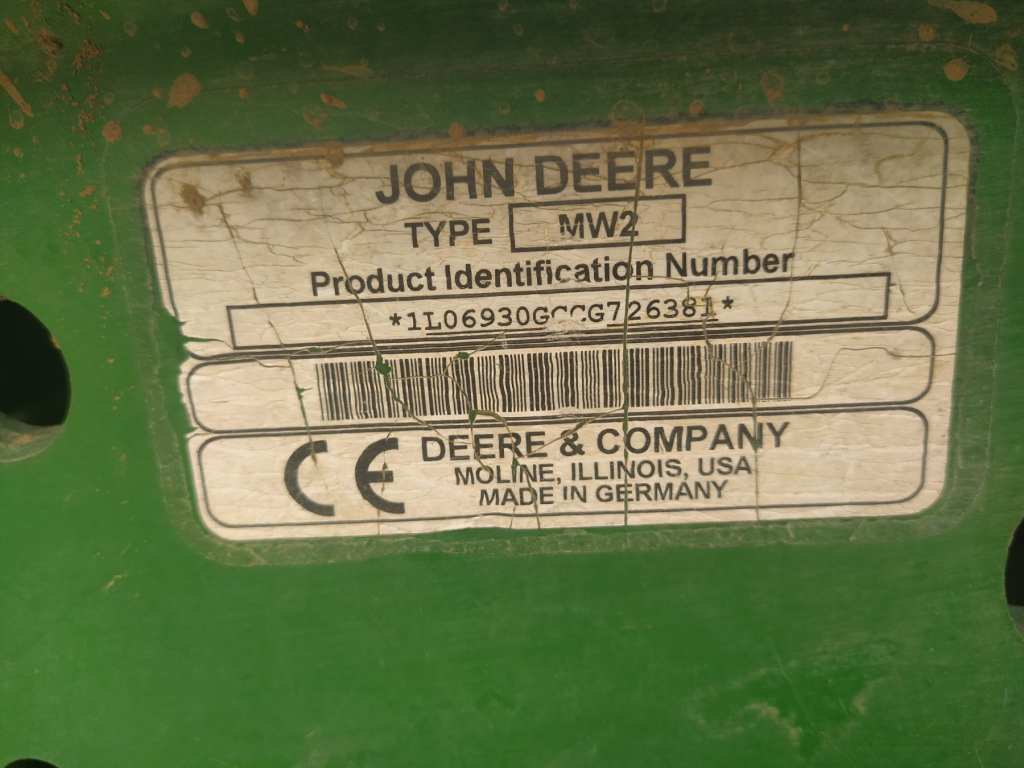 JOHN DEERE
TYPE MW2
Product Identification Number
*1L06930GCCG726381*
CE
DEERE & COMPANY
MOLINE, ILLINOIS, USA
MADE IN GERMANY